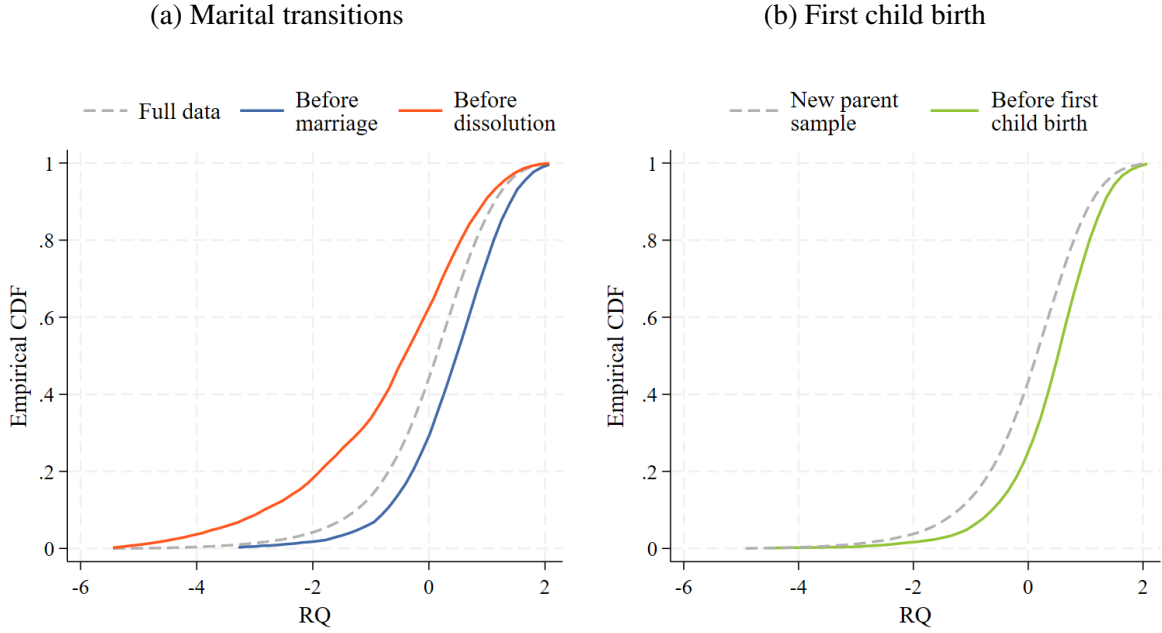 (a) Marital transitions
Full data
Before
marriage
Before
dissolution
Empirical CDF
1
.8
.6
.4
.2
0
-6 -4 -2 0 2
RQ
(b) First child birth
New parent
sample
Before first
child birth
Empirical CDF
1
.8
.6
.4
.2
0
-6 -4 -2 0 2
RQ